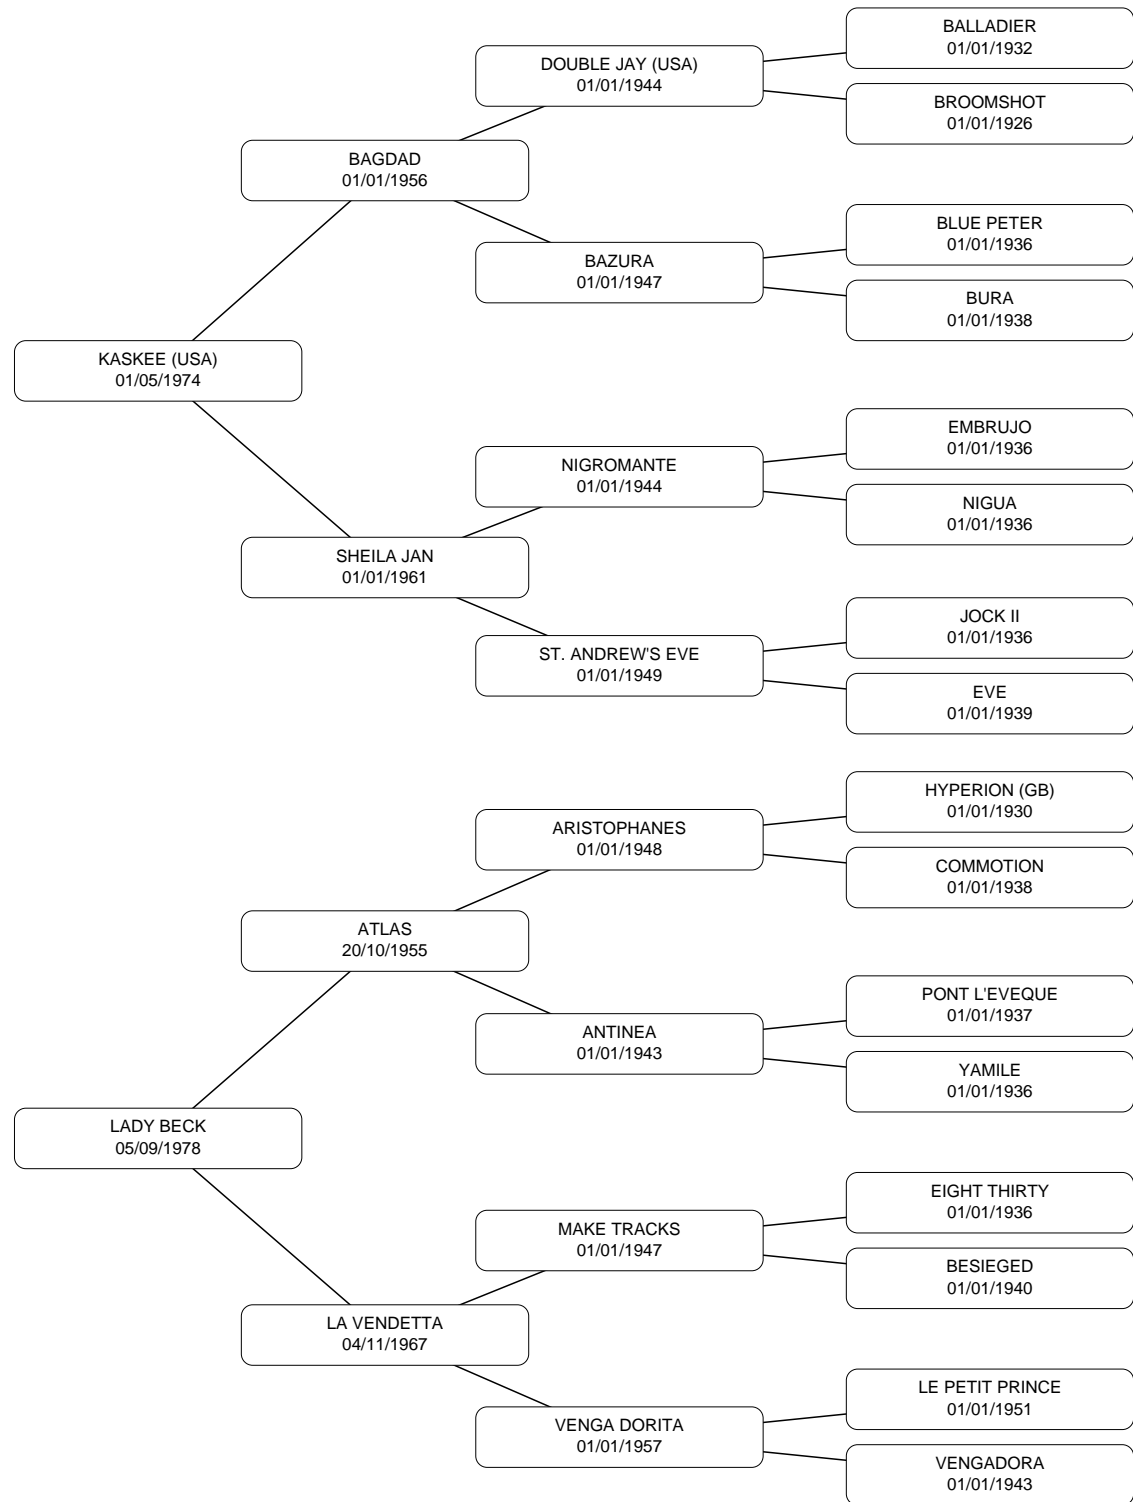 BALLADIER
01/01/1932
DOUBLE JAY (USA)
01/01/1944
BROOMSHOT
01/01/1926
BAGDAD
01/01/1956
BLUE PETER
01/01/1936
BAZURA
01/01/1947
BURA
01/01/1938
KASKEE (USA)
01/05/1974
EMBRUJO
01/01/1936
NIGROMANTE
01/01/1944
NIGUA
01/01/1936
SHEILA JAN
01/01/1961
JOCK II
01/01/1936
ST. ANDREW'S EVE
01/01/1949
EVE
01/01/1939
HYPERION (GB)
01/01/1930
ARISTOPHANES
01/01/1948
COMMOTION
01/01/1938
ATLAS
20/10/1955
PONT L'EVEQUE
01/01/1937
ANTINEA
01/01/1943
YAMILE
01/01/1936
LADY BECK
05/09/1978
EIGHT THIRTY
01/01/1936
MAKE TRACKS
01/01/1947
BESIEGED
01/01/1940
LA VENDETTA
04/11/1967
LE PETIT PRINCE
01/01/1951
VENGA DORITA
01/01/1957
VENGADORA
01/01/1943